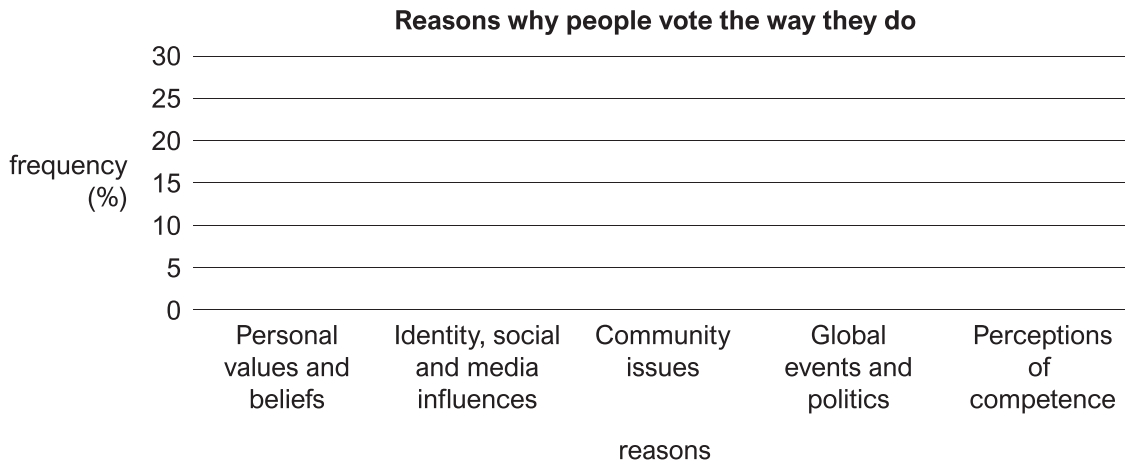 Reasons why people vote the way they do
30
25
20
15
10
5
0
frequency
(%)
Personal
values and
beliefs
Identity, social
and media
influences
Community
issues
Global
events and
politics
Perceptions
of
competence
reasons